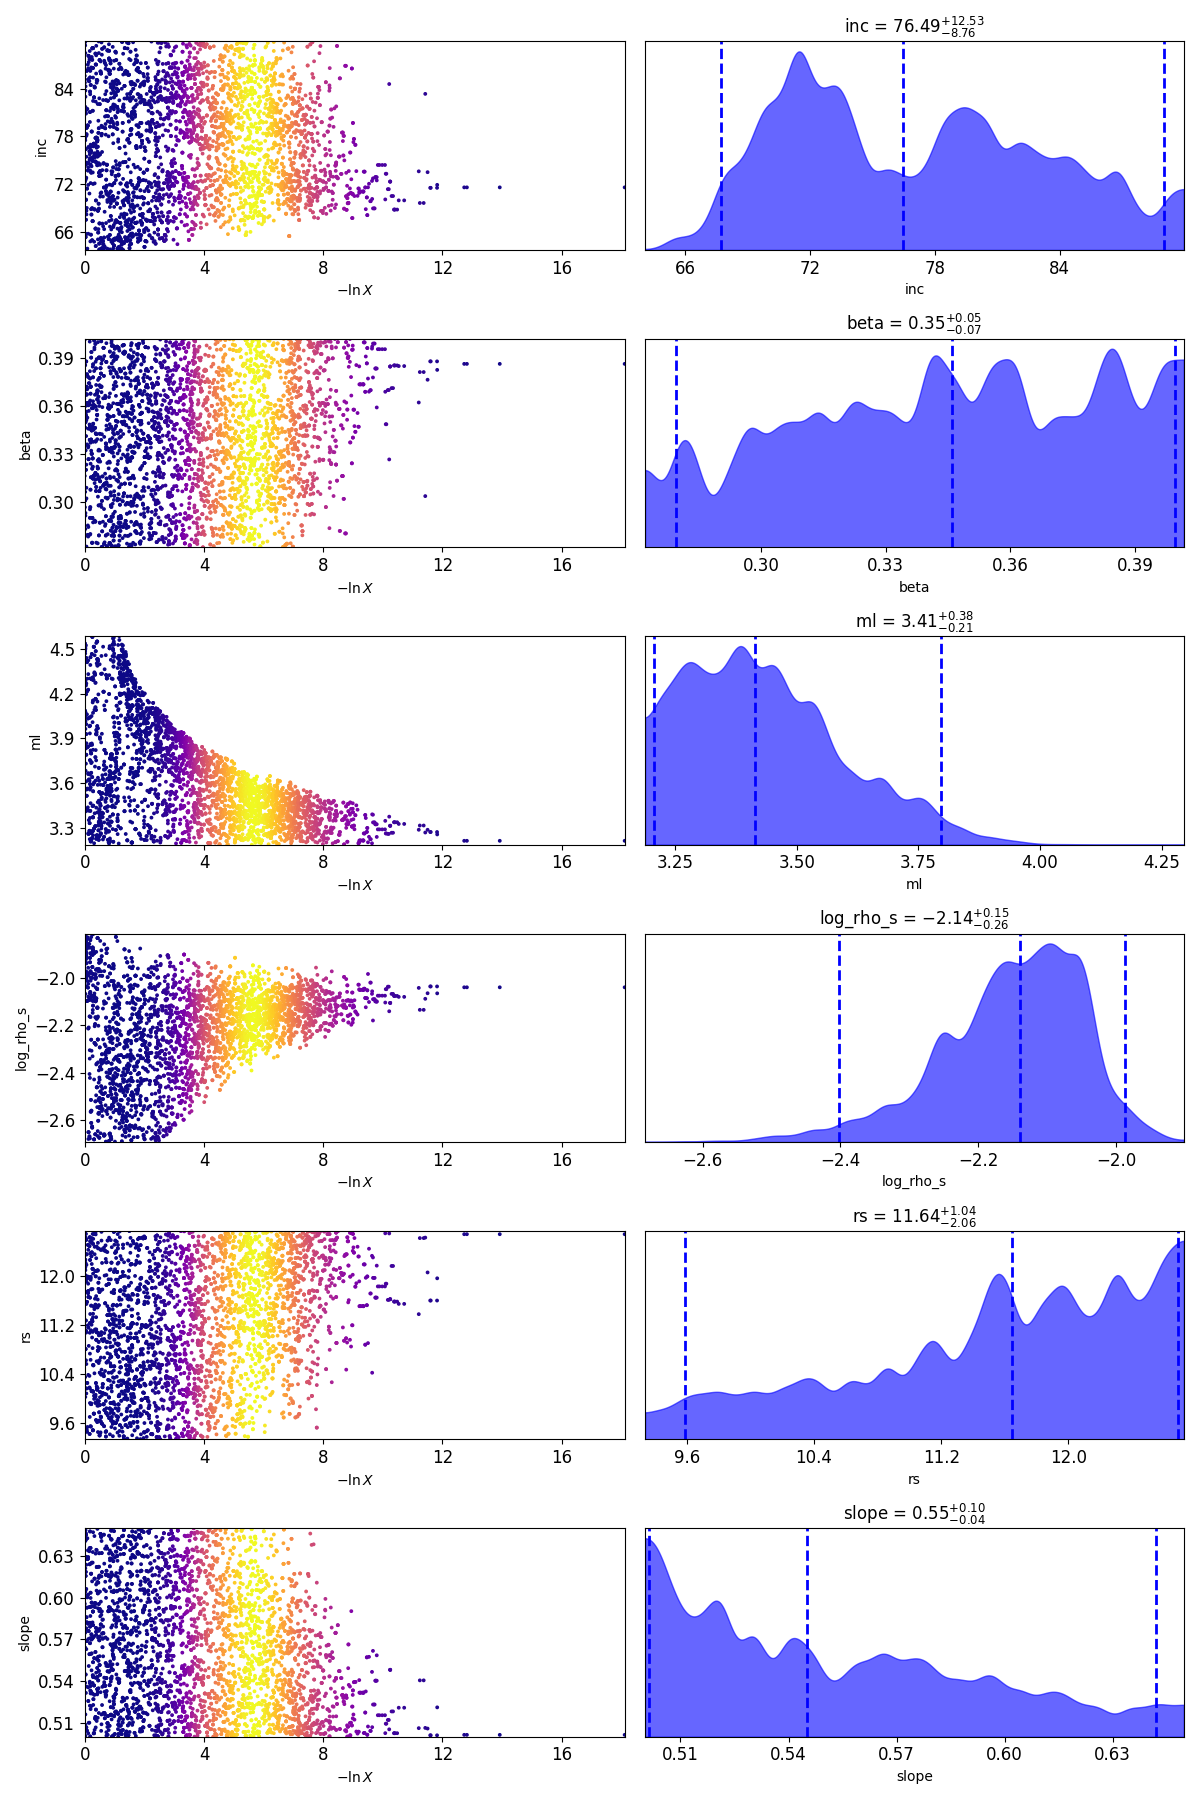 inc = 76.49 +12.53 −8.76
84
78
72
66
inc
0 4 8 12 16
−ln X
66 72 78 84
inc
beta = 0.35 +0.05 −0.07
0.39
0.36
0.33
0.30
beta
0 4 8 12 16
−ln X
0.30 0.33 0.36 0.39
beta
ml = 3.41 +0.38 −0.21
4.5
4.2
3.9
3.6
3.3
ml
0 4 8 12 16
−ln X
3.25 3.50 3.75 4.00 4.25
ml
log_rho_s = −2.14 +0.15 −0.26
−2.0
−2.2
−2.4
−2.6
log_rho_s
0 4 8 12 16
−ln X
−2.6 −2.4 −2.2 −2.0
log_rho_s
rs = 11.64 +1.04 −2.06
12.0
11.2
10.4
9.6
rs
0 4 8 12 16
−ln X
9.6 10.4 11.2 12.0
rs
slope = 0.55 +0.10 −0.04
0.63
0.60
0.57
0.54
0.51
slope
0 4 8 12 16
−ln X
0.51 0.54 0.57 0.60 0.63
slope